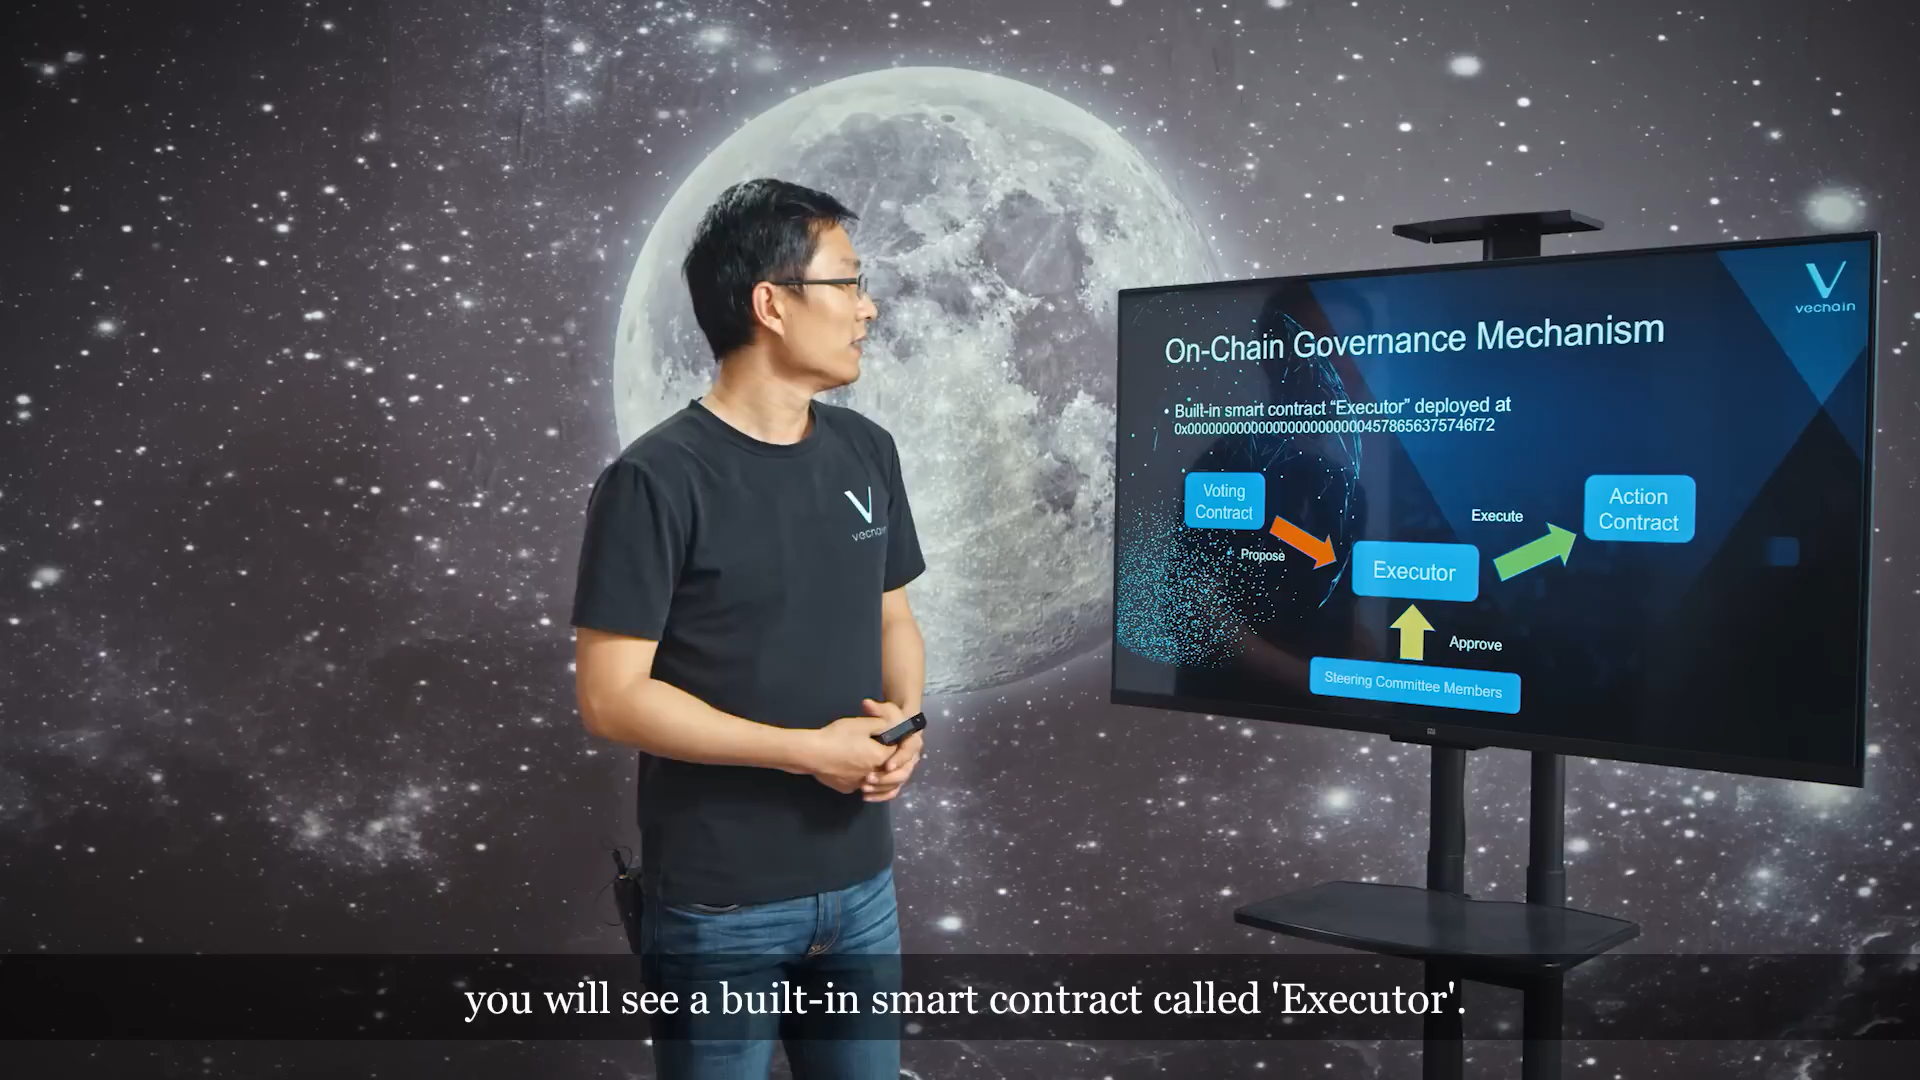 vechain
On-Chain Governance Mechanism
• Built-in smart contract “Executor” deployed at
0x0000000000000000000000004578656375746f72
Voting
Contract
Propose
Executor
Execute
Action
Contract
Approve
Steering Committee Members
vechain
you will see a built-in smart contract called 'Executor'.